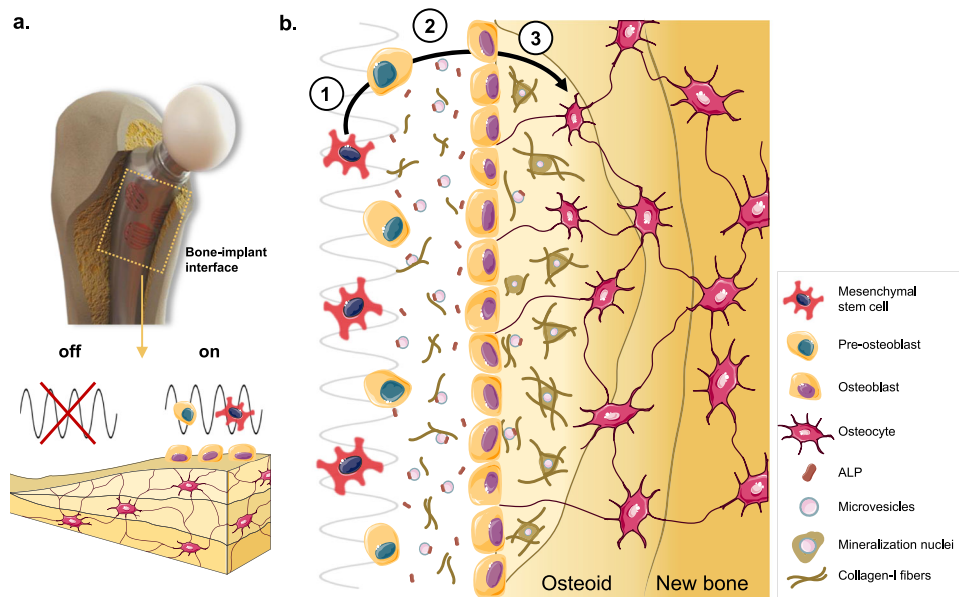 a.
Bone-implant
interface
off
on
b.
1
2
3
Osteoid
New bone
Mesenchymal
stem cell
Pre-osteoblast
Osteoblast
Osteocyte
ALP
Microvesicles
Mineralization nuclei
Collagen-I fibers